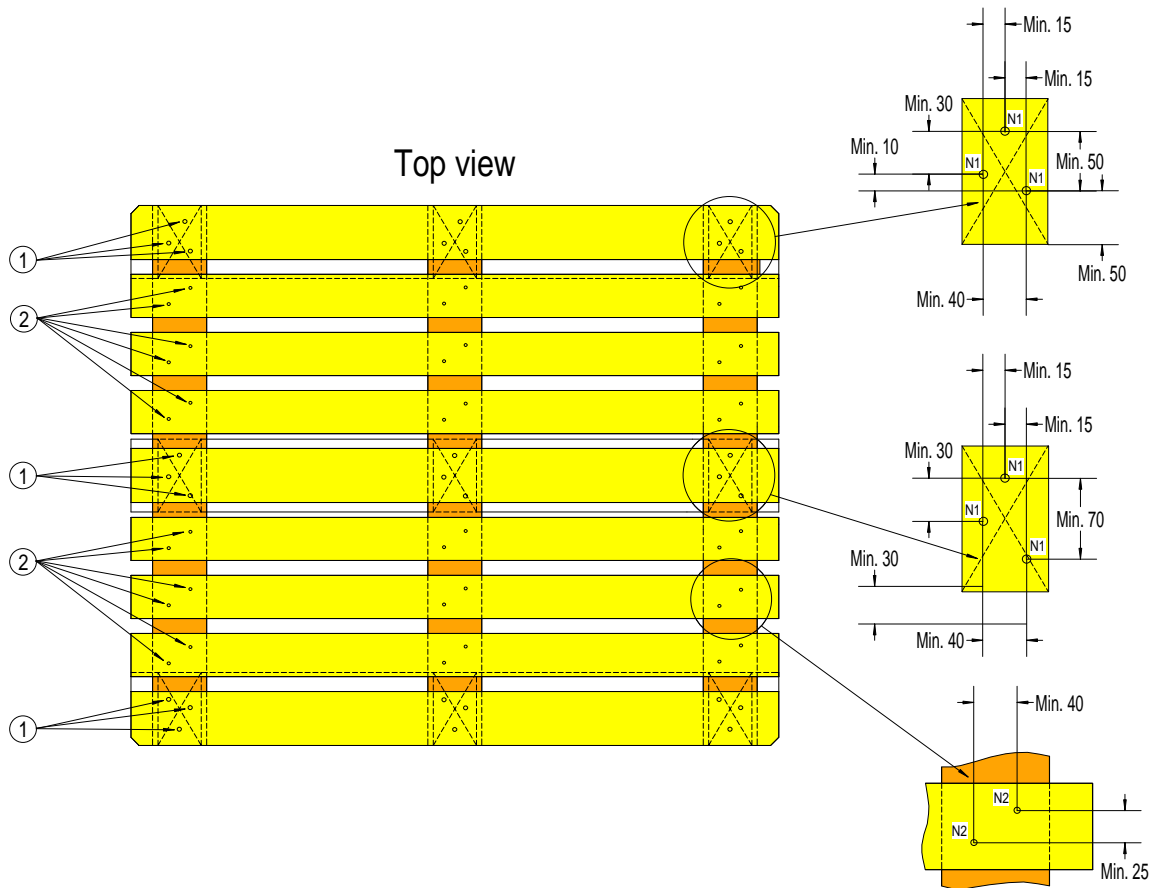 Top view
1
2
1
2
1
Min. 15
Min. 15
Min. 30
N1
Min. 10
N1
Min. 50
N1
Min. 50
Min. 40
Min. 15
Min. 15
Min. 30
N1
Min. 70
N1
N1
Min. 30
Min. 40
Min. 40
N2
N2
Min. 25